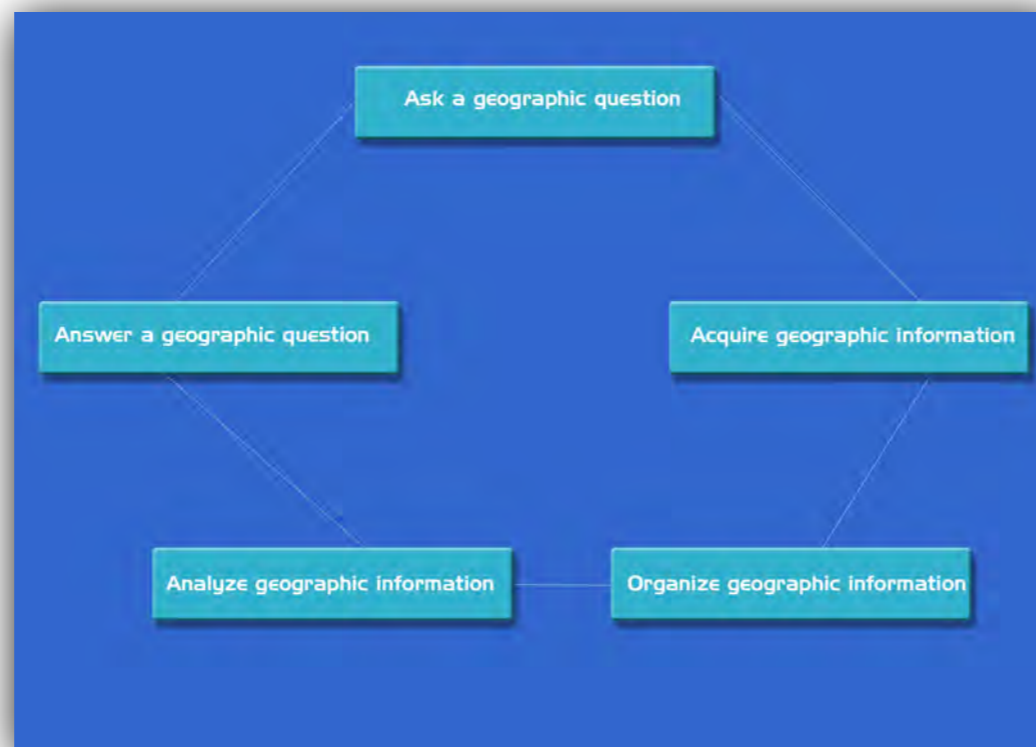 Ask a geographic question
Answer a geographic question
Acquire geographic information
Analyze geographic information
Organize geographic information